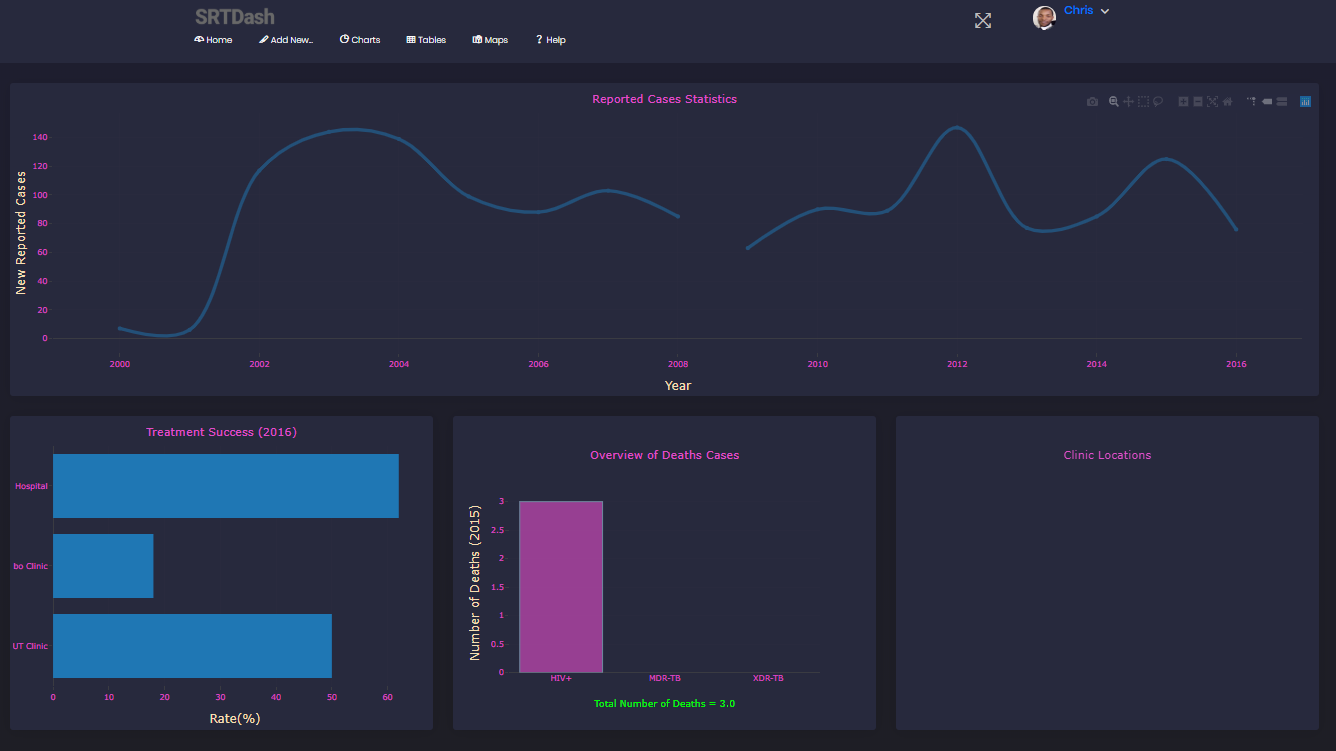 SRTDash
Chris
Home Add New.. Charts Tables Maps Help
Reported Cases Statistics
New Reported Cases
140
120
100
80
60
40
20
0
2000 2002 2004 2006 2008 2010 2012 2014 2016
Year
Treatment Success (2016)
Hospital
bo Clinic
UT Clinic
0 10 20 30 40 50 60
Rate(%)
Overview of Deaths Cases
Number of Deaths (2015)
3
2.5
2
1.5
1
0.5
0
HIV+ MDR-TB XDR-TB
Total Number of Deaths = 3.0
Clinic Locations